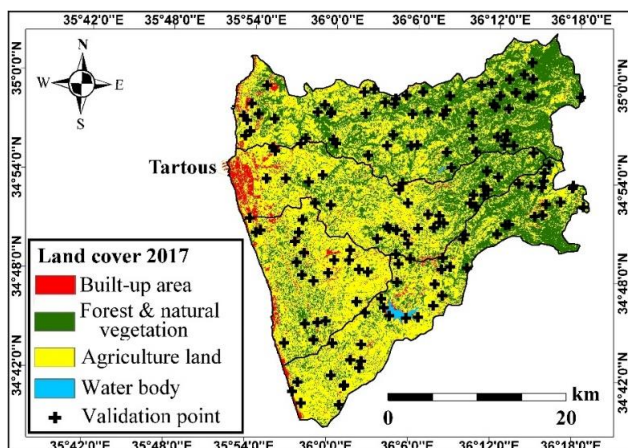 35°42'0"E 35°48'0"E 35°54'0"E 36°0'0"E 36°6'0"E 36°12'0"E 36°18'0"E
N
W E
S
35°0'0"N
35°0'0"N
Tartous
34°54'0"N
34°54'0"N
34°48'0"N
34°48'0"N
34°42'0"N
34°42'0"N
Land cover 2017
Built-up area
Forest & natural
vegetation
Agriculture land
Water body
Validation point
km
0 20
35°42'0"E 35°48'0"E 35°54'0"E 36°0'0"E 36°6'0"E 36°12'0"E 36°18'0"E